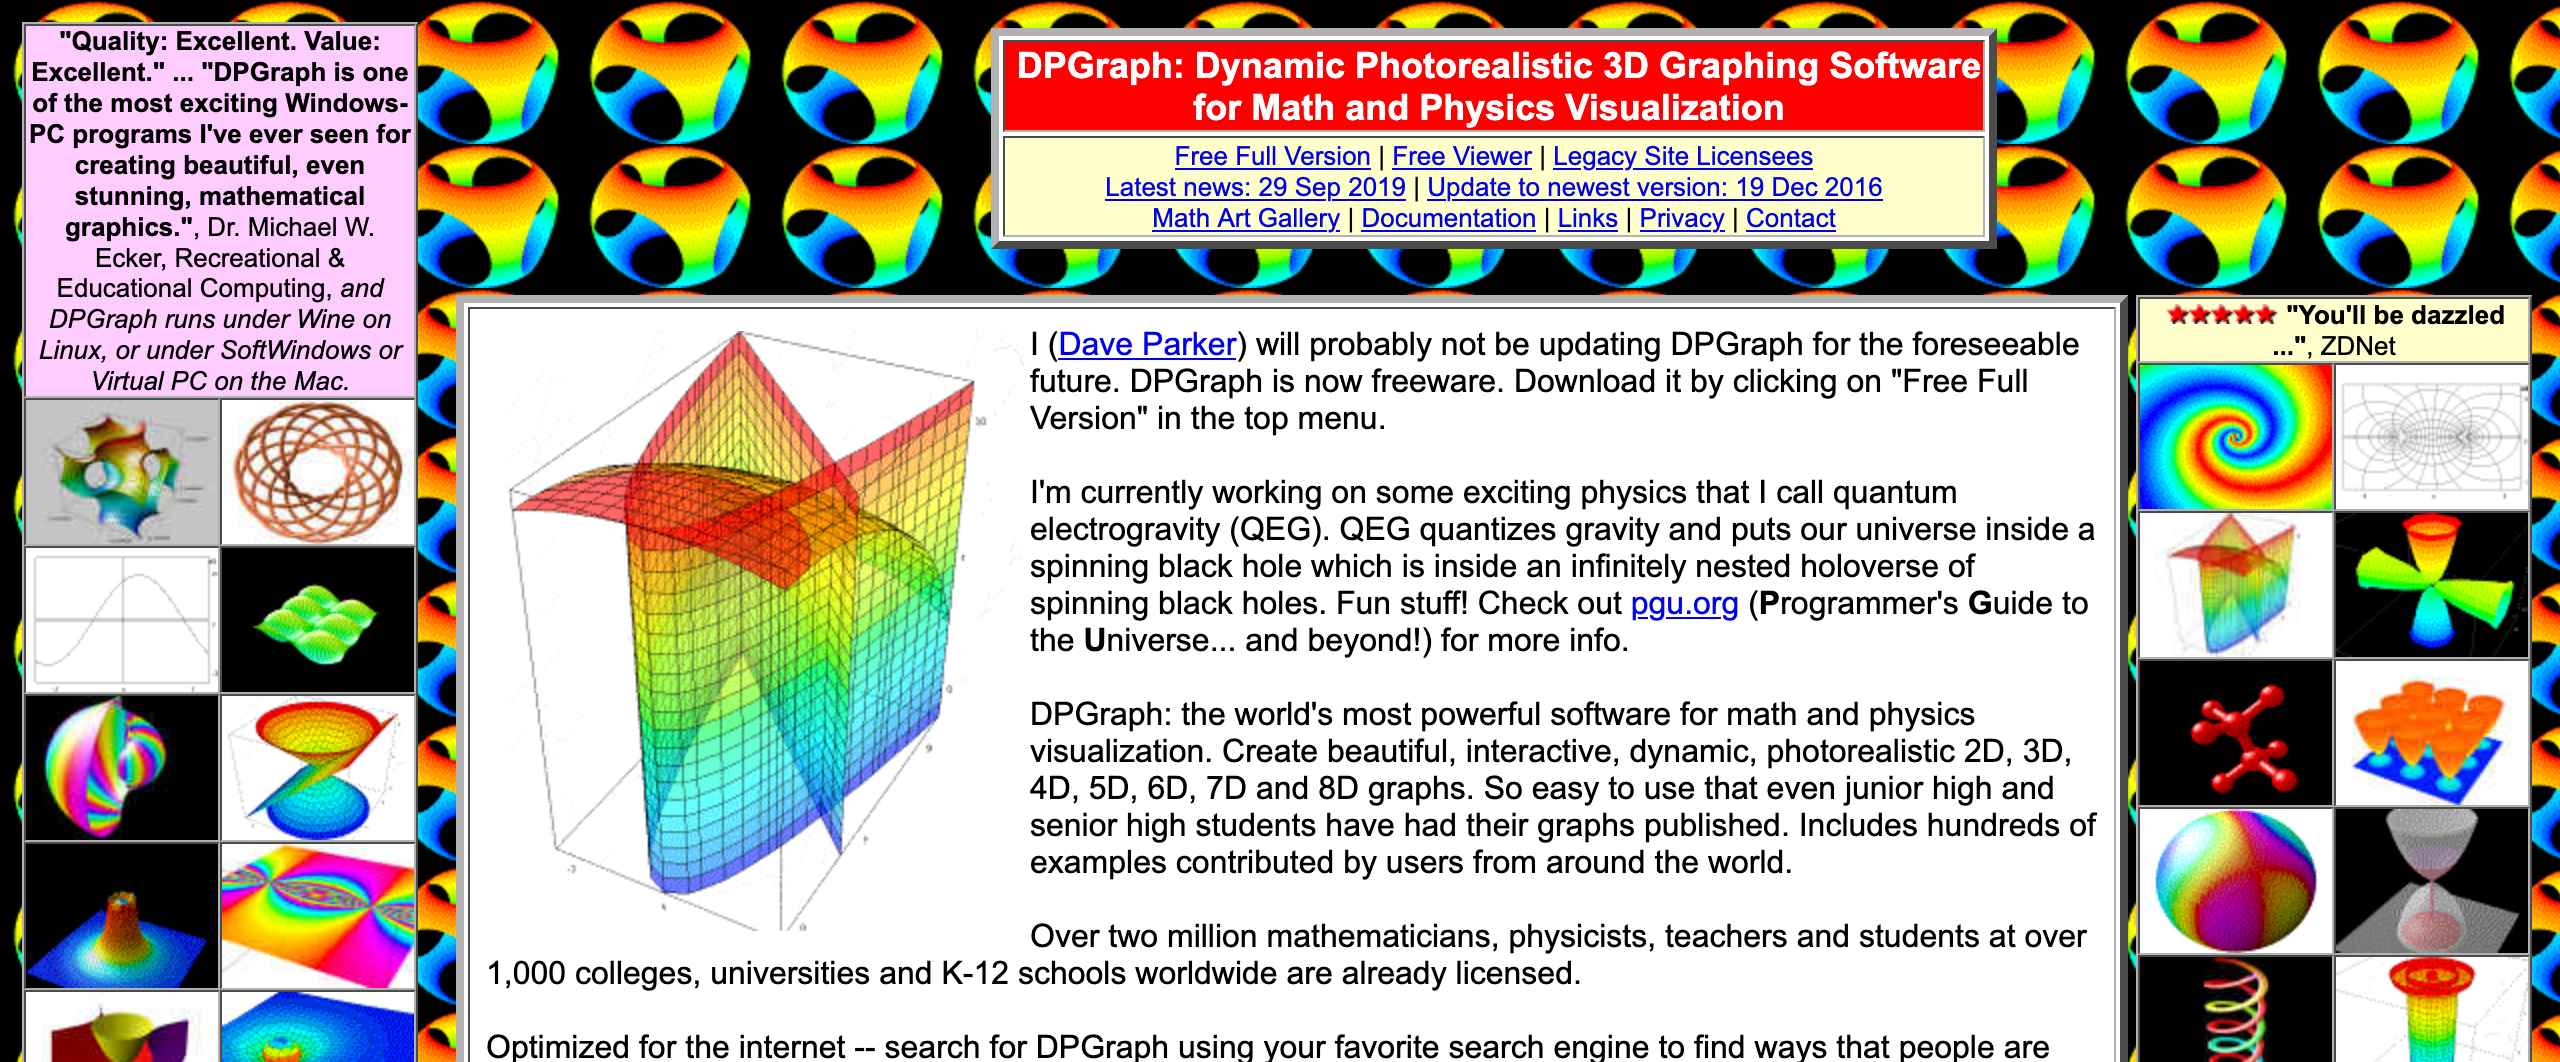 "Quality: Excellent. Value:
Excellent." ... "DPGraph is one
of the most exciting Windows-
PC programs I've ever seen for
creating beautiful, even
stunning, mathematical
graphics.", Dr. Michael W.
Ecker, Recreational &
Educational Computing, and
DPGraph runs under Wine on
Linux, or under SoftWindows or
Virtual PC on the Mac.
DPGraph: Dynamic Photorealistic 3D Graphing Software
for Math and Physics Visualization
Free Full Version | Free Viewer | Legacy Site Licensees
Latest news: 29 Sep 2019 | Update to newest version: 19 Dec 2016
Math Art Gallery | Documentation | Links | Privacy | Contact
I (Dave Parker) will probably not be updating DPGraph for the foreseeable
future. DPGraph is now freeware. Download it by clicking on "Free Full
Version" in the top menu.
I'm currently working on some exciting physics that I call quantum
electrogravity (QEG). QEG quantizes gravity and puts our universe inside a
spinning black hole which is inside an infinitely nested holoverse of
spinning black holes. Fun stuff! Check out pgu.org (Programmer's Guide to
the Universe... and beyond!) for more info.
DPGraph: the world's most powerful software for math and physics
visualization. Create beautiful, interactive, dynamic, photorealistic 2D, 3D,
4D, 5D, 6D, 7D and 8D graphs. So easy to use that even junior high and
senior high students have had their graphs published. Includes hundreds of
examples contributed by users from around the world.
Over two million mathematicians, physicists, teachers and students at over
1,000 colleges, universities and K-12 schools worldwide are already licensed.
Optimized for the internet -- search for DPGraph using your favorite search engine to find ways that people are
"You'll be dazzled
...", ZDNet